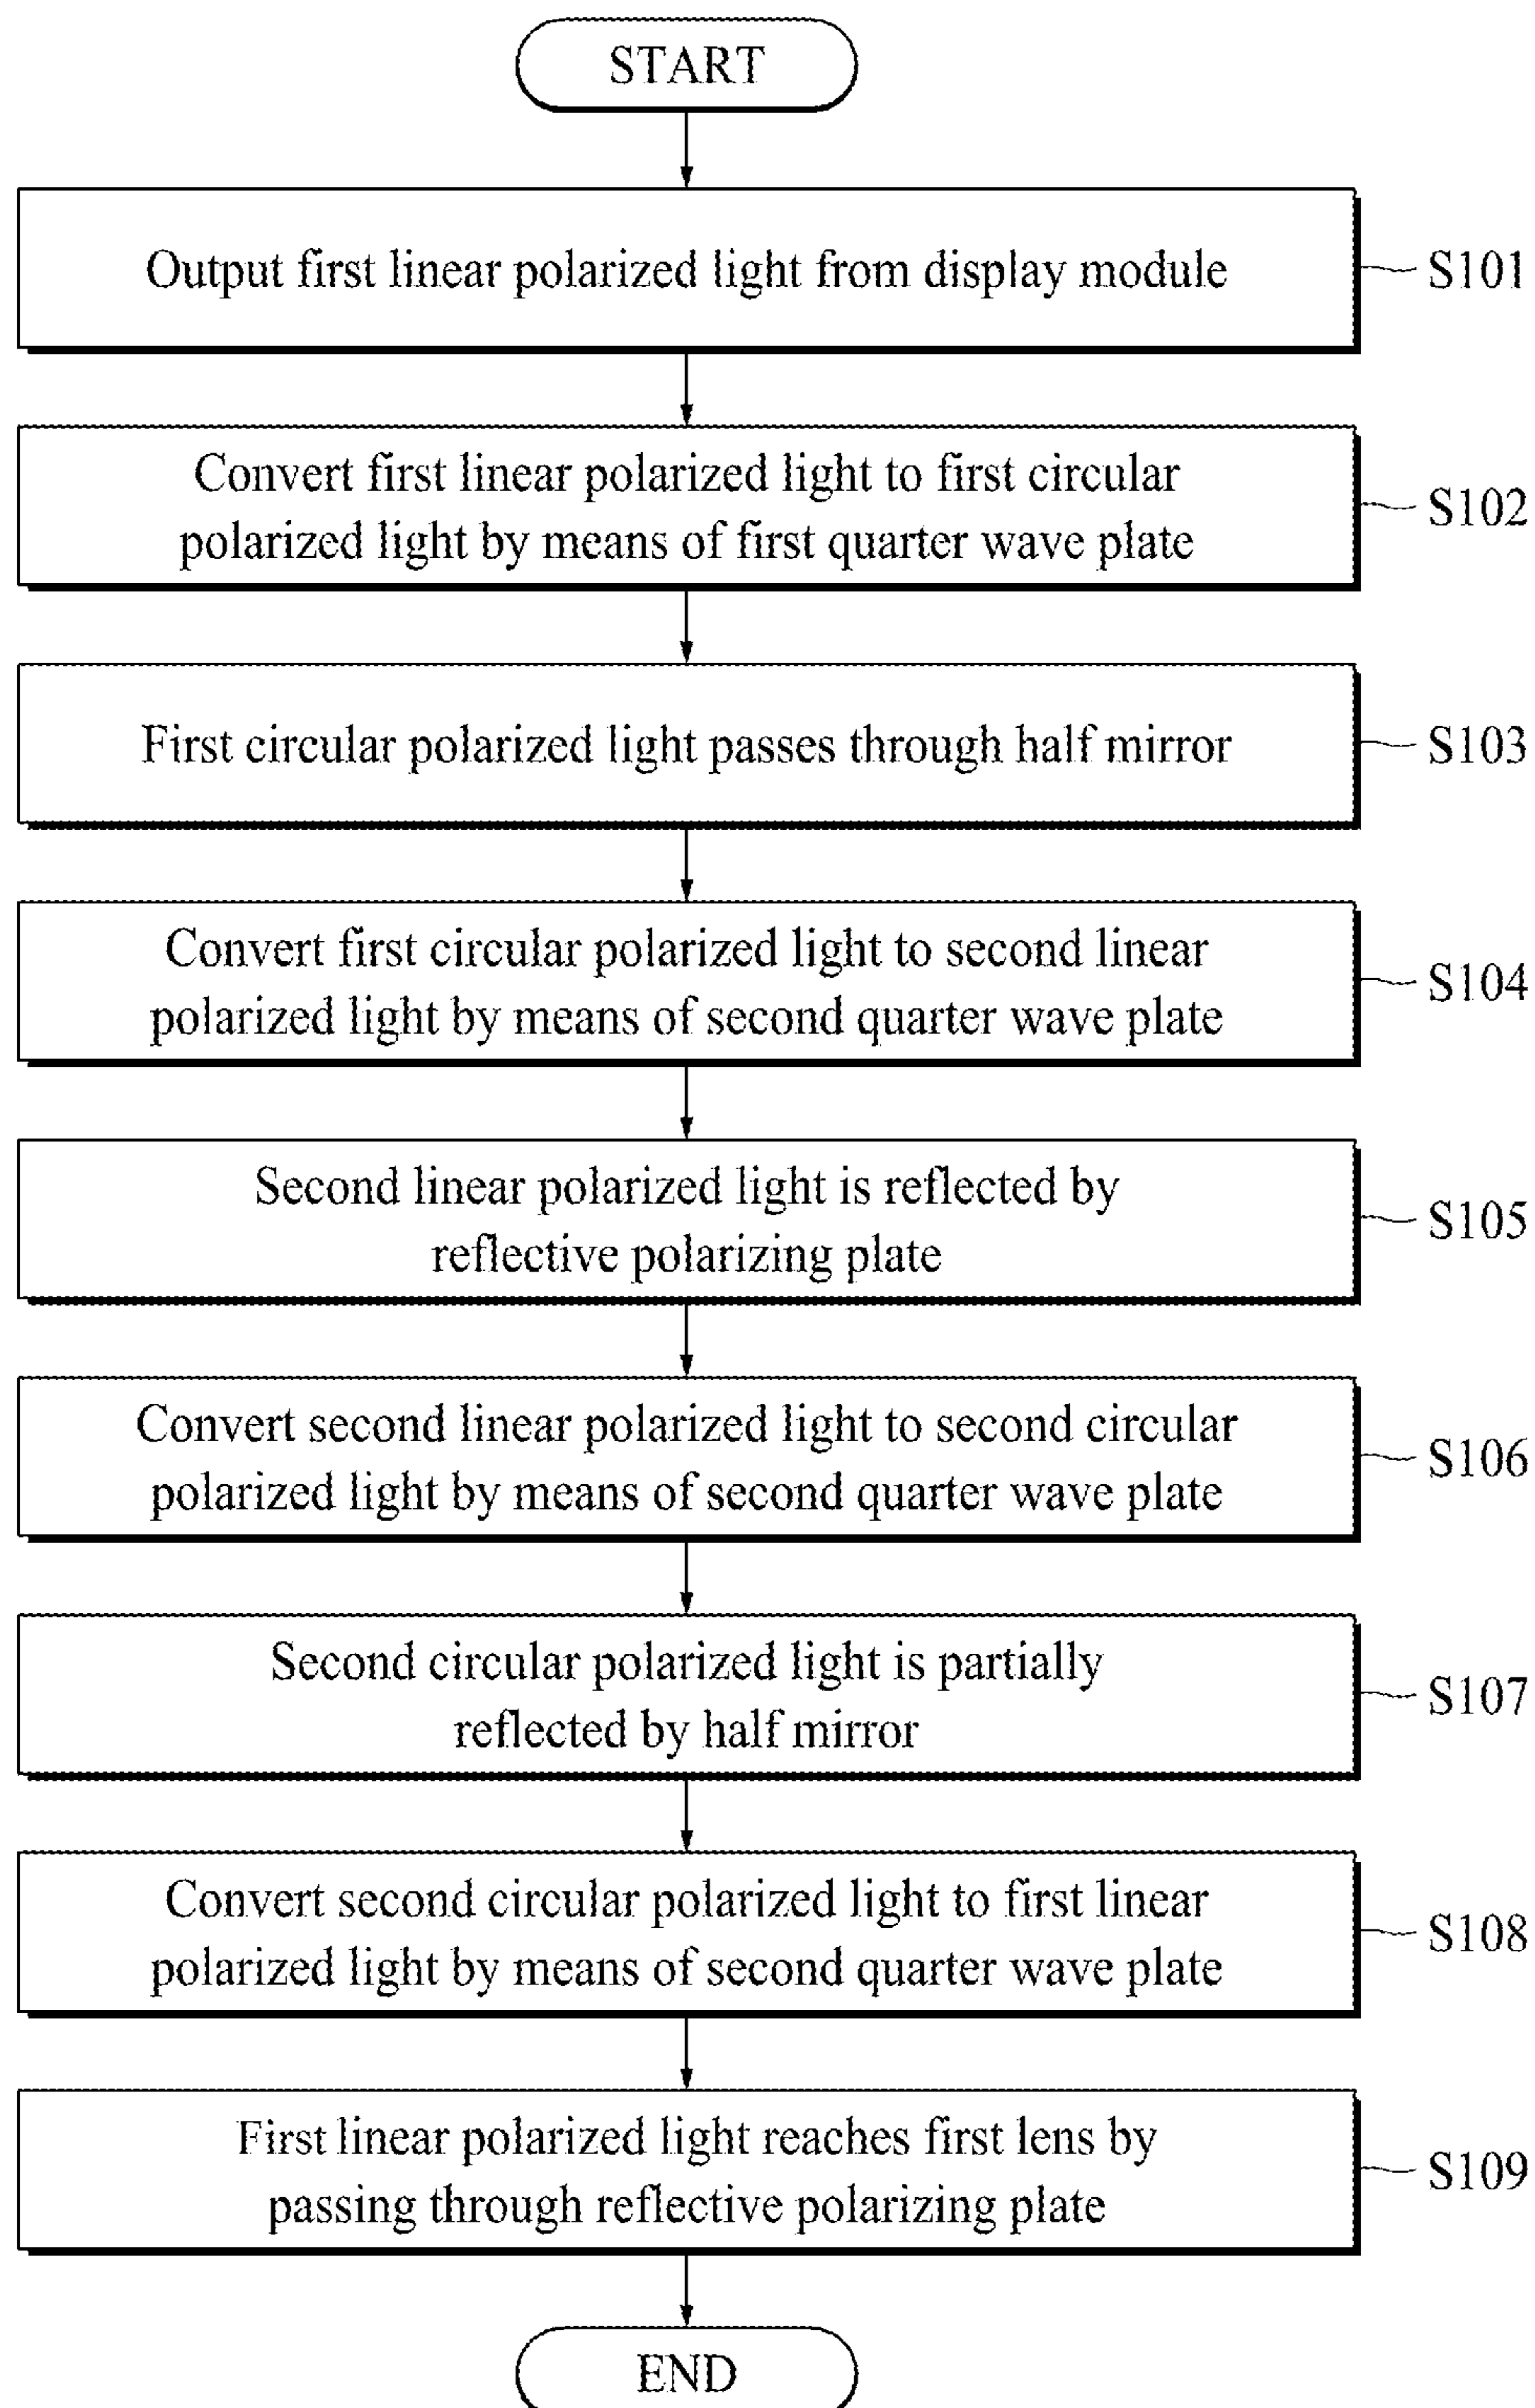 START
Output first linear polarized light from display module
S101
Convert first linear polarized light to first circular
polarized light by means of first quarter wave plate
S102
First circular polarized light passes through half mirror
S103
Convert first circular polarized light to second linear
polarized light by means of second quarter wave plate
S104
Second linear polarized light is reflected by
reflective polarizing plate
S105
Convert second linear polarized light to second circular
polarized light by means of second quarter wave plate
S106
Second circular polarized light is partially
reflected by half mirror
S107
Convert second circular polarized light to first linear
polarized light by means of second quarter wave plate
S108
First linear polarized light reaches first lens by
passing through reflective polarizing plate
S109
END